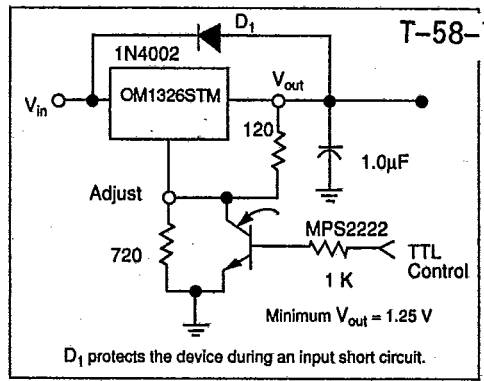 D1
T-58-
1N4002
Vin
OM1326STM
Vout
120
1.0µF
Adjust
720
MPS2222
1 K
TTL
Control
Minimum Vout = 1.25 V
D1 protects the device during an input short circuit.